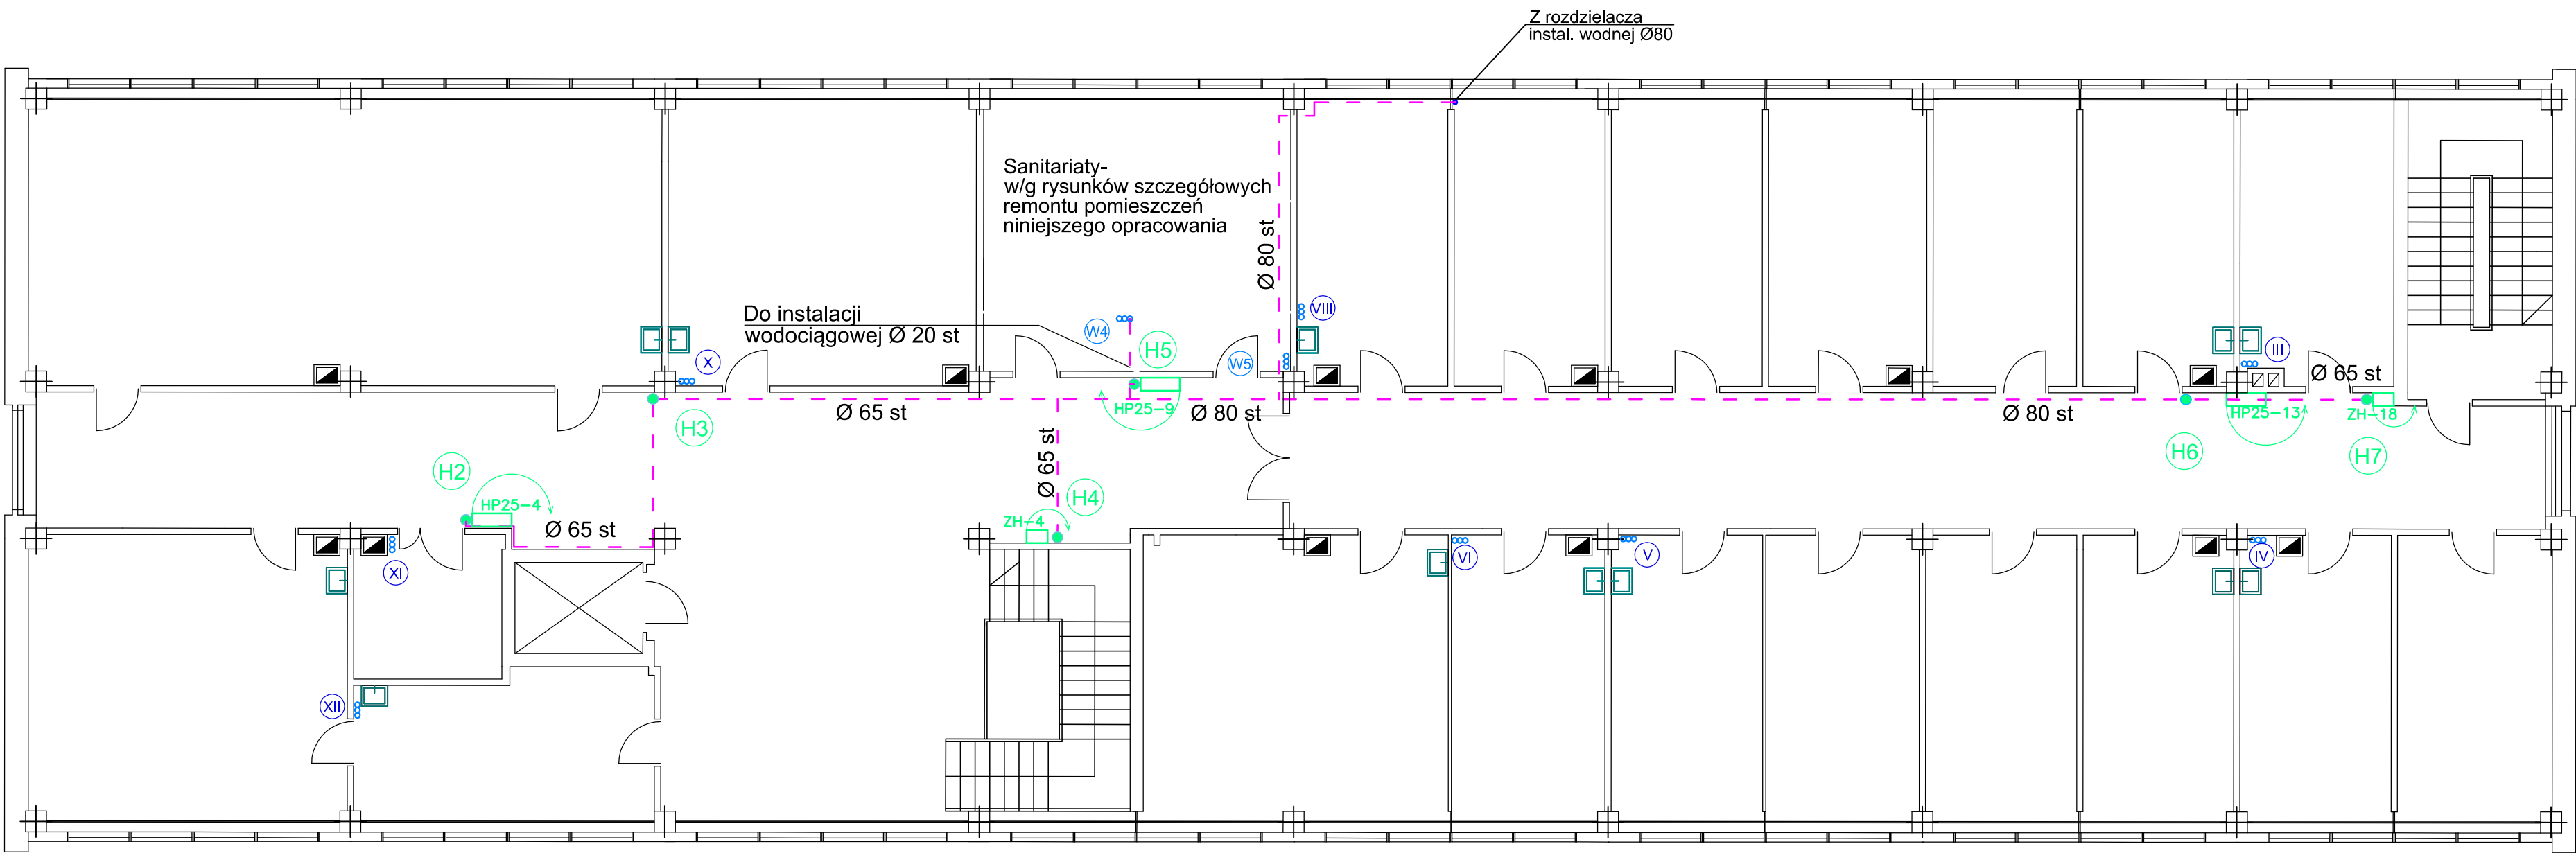 Z rozdzielacza
instal. wodnej Ø80
Sanitariaty-
w/g rysunków szczegółowych
remontu pomieszczeń
niniejszego opracowania
Ø 80 st
Do instalacji
wodociągowej Ø 20 st
W4
H5
W5
VIII
X
III
Ø 65 st
HP25-9
Ø 65 st
Ø 80 st
Ø 80 st
HP25-13
ZH-18
H3
H2
Ø 65 st
H6
H7
HP25-4
H4
ZH-4
Ø 65 st
XI
VI
V
IV
XII